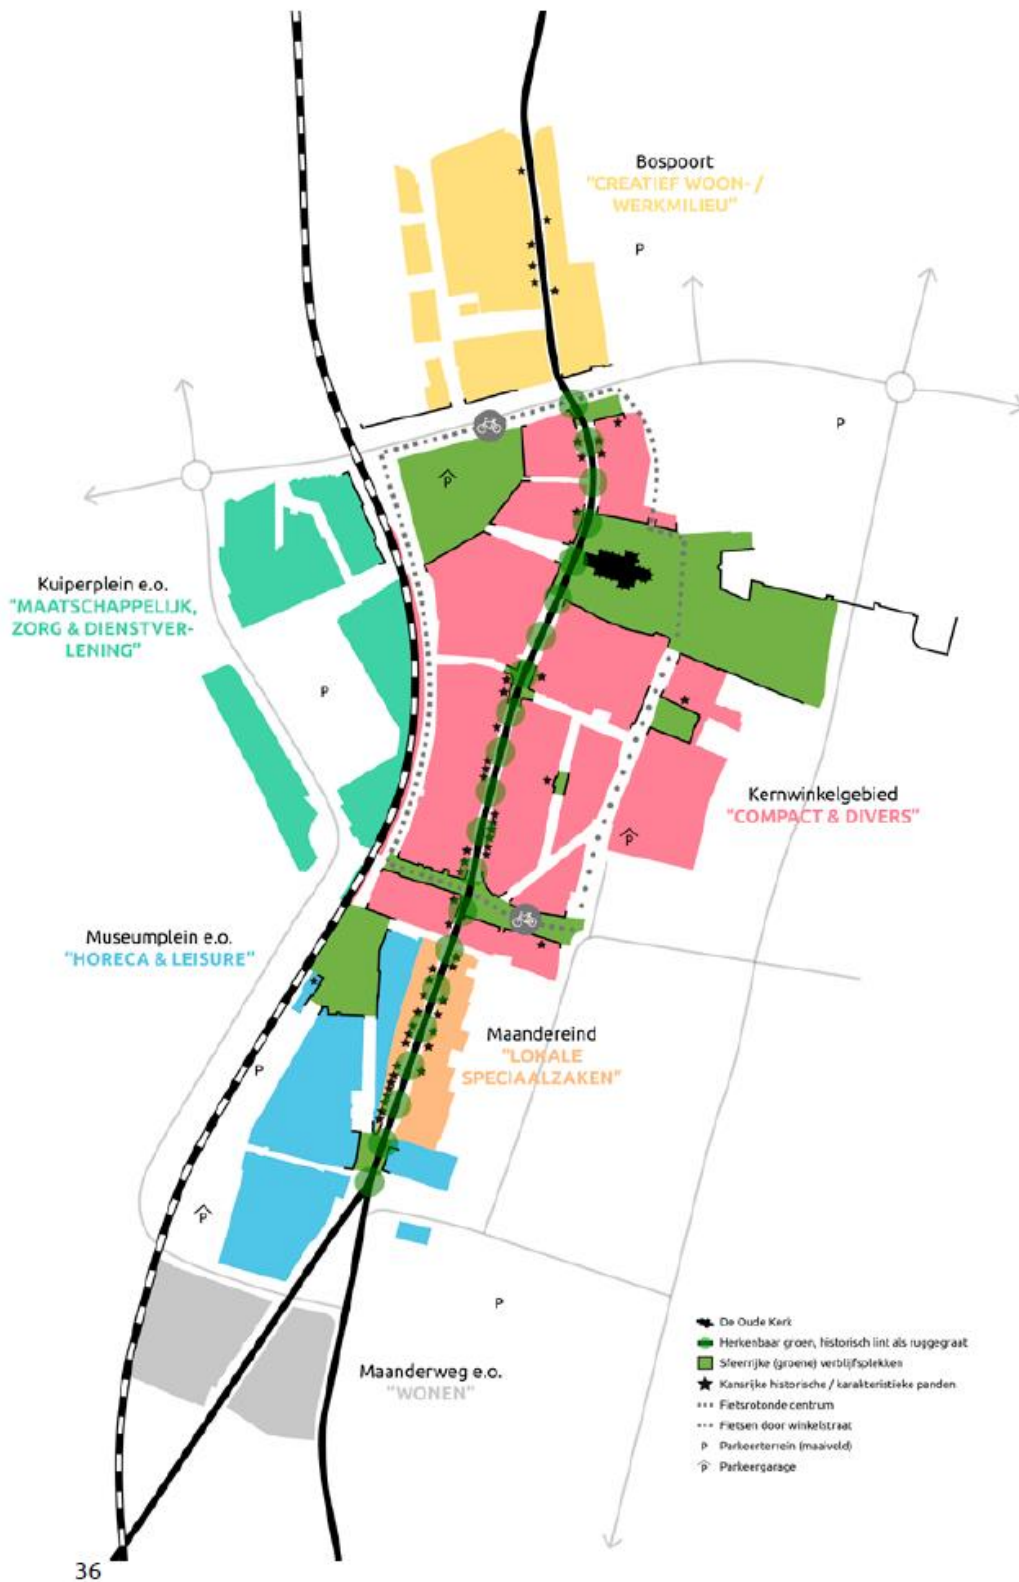 Bospoort
"CREATIEF WOON- /
WERKMILIEU"
P
P
P
Kuiperplein e.o.
"MAATSCHAPPELIJK,
ZORG & DIENSTVER-
LENING"
P
Kernwinkelgebied
"COMPACT & DIVERS"
P
Museumplein e.o.
"HORECA & LEISURE"
Maandereind
"LOKALE
SPECIAALZAKEN"
P
P
P
Maanderweg e.o.
"WONEN"
De Oude Kerk
Herkenbaar groen, historisch lint als ruggegraat
Sfeerrijke (groene) verblijfsplekken
Kansrijke historische / karakteristieke panden
Fietsrotonde centrum
Fietsen door winkelstraat
P Parkeerterrein (maaiveld)
P Parkeergarage
36